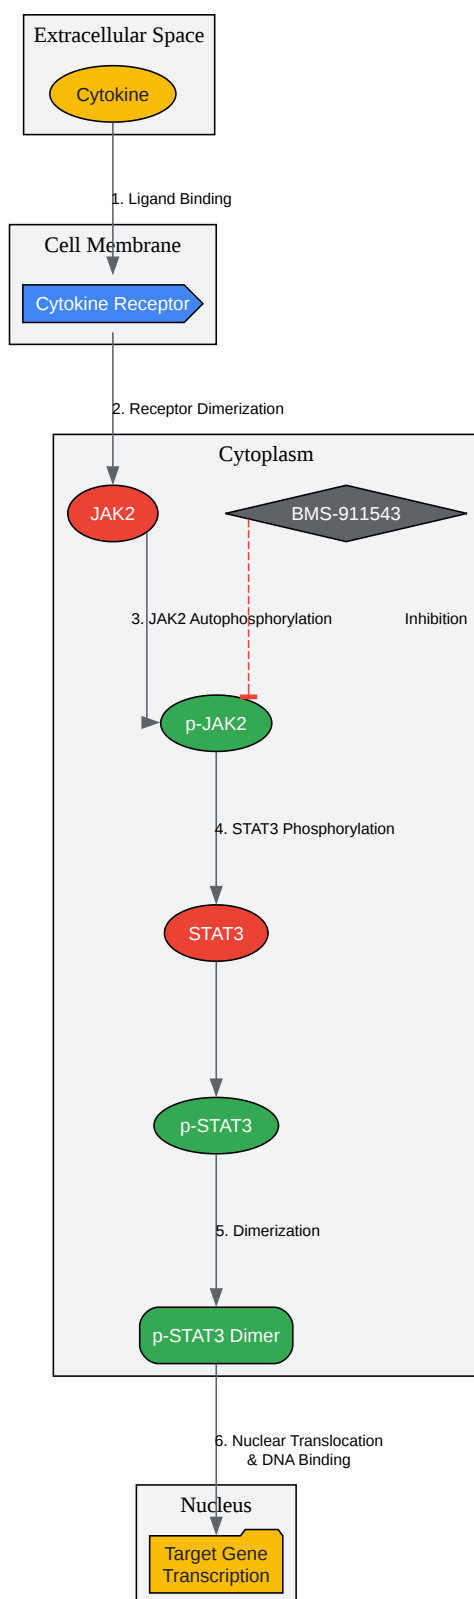 Extracellular Space
Cytokine
1. Ligand Binding
Cell Membrane
Cytokine Receptor
2. Receptor Dimerization
Cytoplasm
JAK2
BMS-911543
3. JAK2 Autophosphorylation
Inhibition
p-JAK2
4. STAT3 Phosphorylation
STAT3
p-STAT3
5. Dimerization
p-STAT3 Dimer
6. Nuclear Translocation
& DNA Binding
Nucleus
Target Gene
Transcription